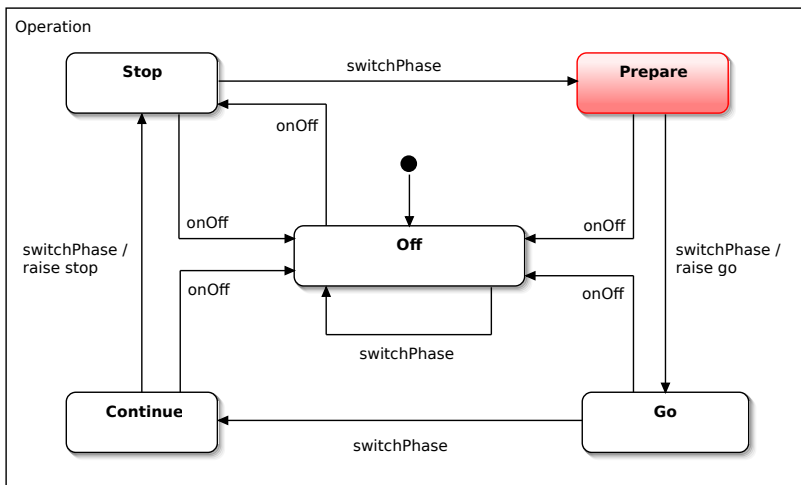 Operation
Stop
switchPhase
Prepare
onOff
onOff
onOff
switchPhase /
raise stop
Off
switchPhase /
raise go
onOff
onOff
switchPhase
Continue
Go
switchPhase